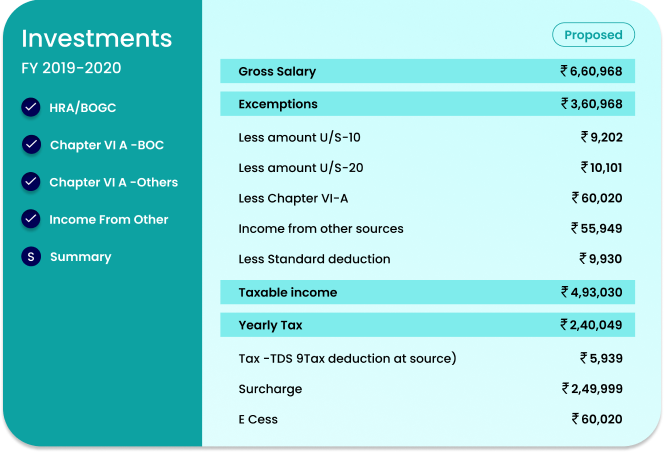 Investments
FY 2019-2020
HRA/BOGC
Chapter VI A -BOC
Chapter VI A -Others
Income From Other
S Summary
Proposed
Gross Salary ₹ 6,60,968
Excemptions ₹ 3,60,968
Less amount U/S-10 ₹ 9,202
Less amount U/S-20 ₹ 10,101
Less Chapter VI-A ₹ 60,020
Income from other sources ₹ 55,949
Less Standard deduction ₹ 9,930
Taxable income ₹ 4,93,030
Yearly Tax ₹ 2,40,049
Tax -TDS 9Tax deduction at source) ₹ 5,939
Surcharge ₹ 2,49,999
E Cess ₹ 60,020